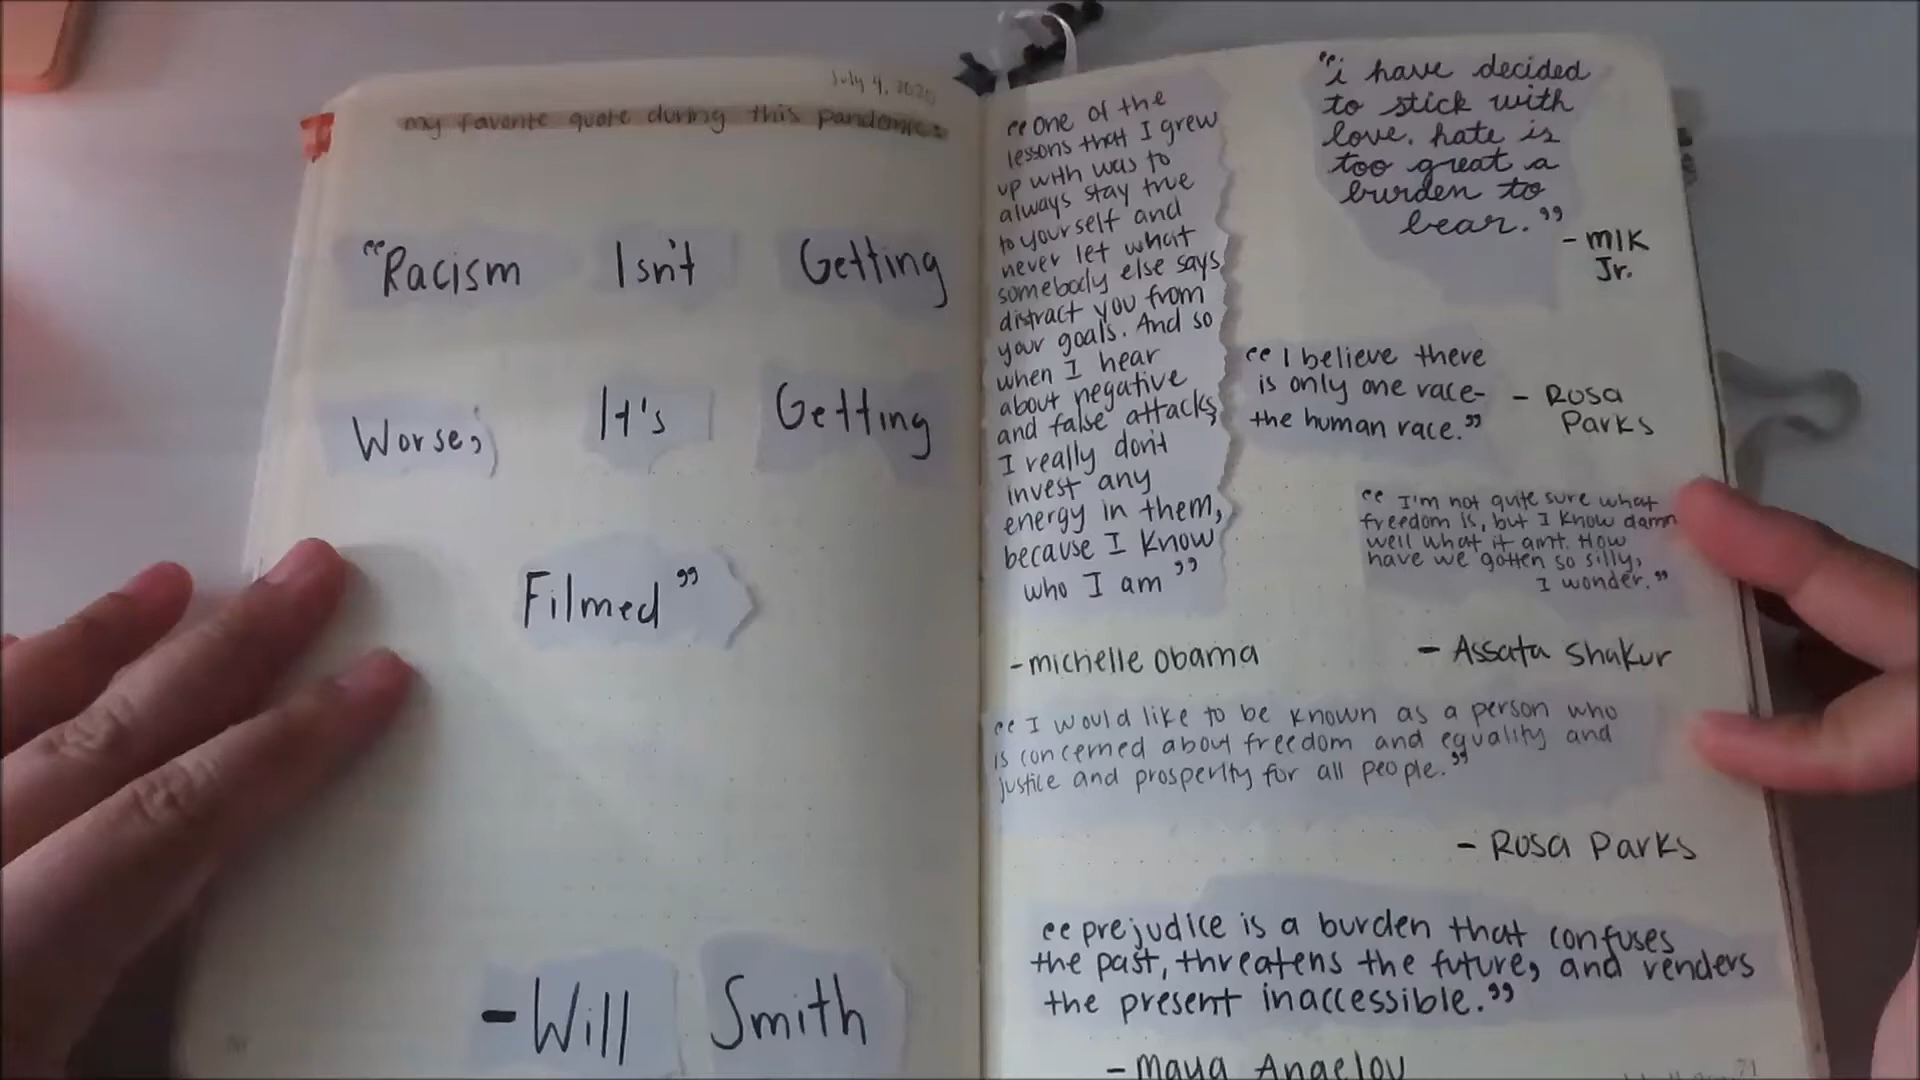 July 4, 2020
my favorite quote during this pandemic:
"Racism Isn't Getting
Worse, It's Getting
Filmed"
-Will Smith
"One of the
lessons that I grew
up with was to
always stay true
to yourself and
never let what
somebody else says
distract you from
your goals. And so
when I hear
about negative
and false attacks,
I really don't
invest any
energy in them,
because I know
who I am"
-michelle obama
"i have decided
to stick with
love. hate is
too great a
burden to
bear."
- MlK
Jr.
"I believe there
is only one race-
the human race."
- Rosa
Parks
"I'm not quite sure what
freedom is, but I know damn
well what it aint. How
have we gotten so silly,
I wonder."
- Assata Shakur
"I would like to be known as a person who
is concerned about freedom and equality and
justice and prosperity for all people."
- Rosa Parks
"prejudice is a burden that confuses
the past, threatens the future, and renders
the present inaccessible."
- Maya Angelou
71